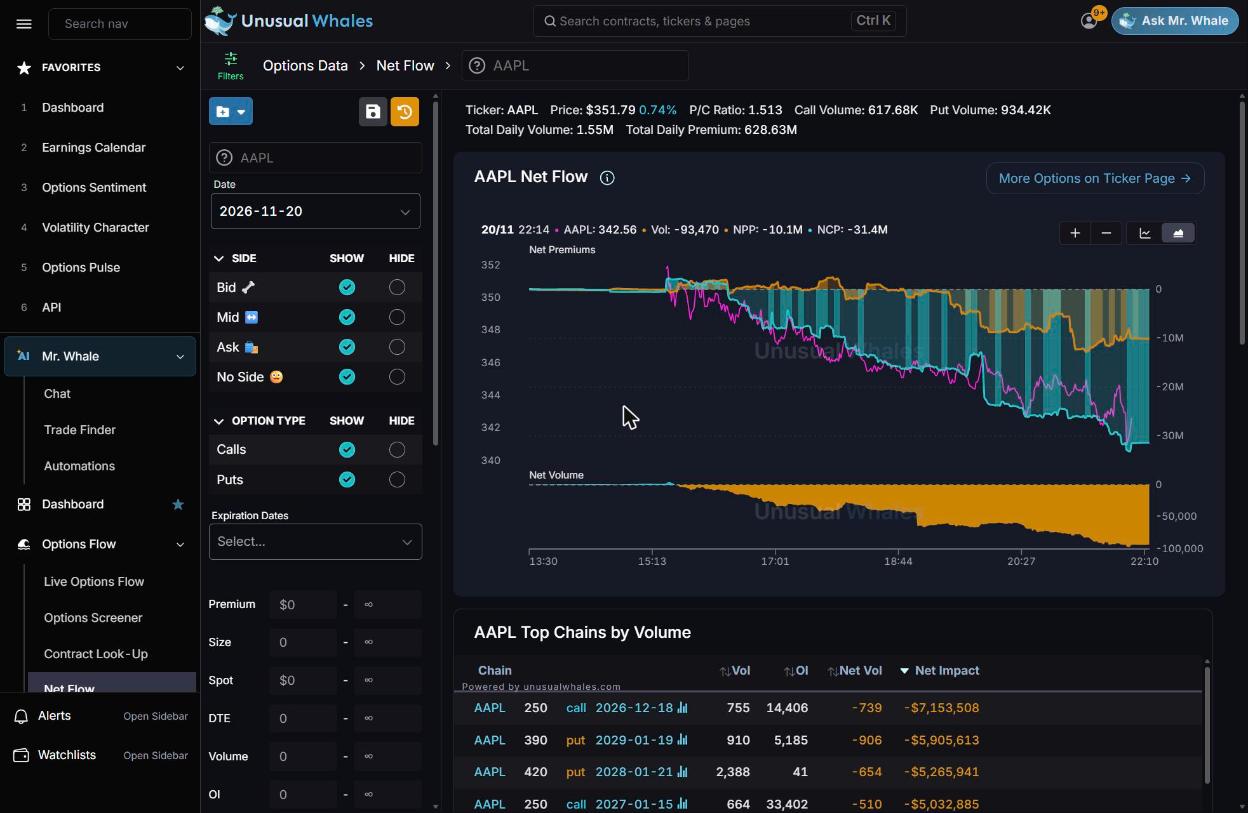 Search nav
Unusual Whales
Search contracts, tickers & pages
Ctrl K
9+
Ask Mr. Whale
FAVORITES
1 Dashboard
2 Earnings Calendar
3 Options Sentiment
4 Volatility Character
5 Options Pulse
6 API
AI Mr. Whale
Chat
Trade Finder
Automations
Dashboard
Options Flow
Live Options Flow
Options Screener
Contract Look-Up
Net Flow
Alerts Open Sidebar
Watchlists Open Sidebar
Filters
Options Data > Net Flow >
? AAPL
? AAPL
Date
2026-11-20
SIDE SHOW HIDE
Bid
Mid
Ask
No Side
OPTION TYPE SHOW HIDE
Calls
Puts
Expiration Dates
Select...
Premium $0 - ∞
Size 0 - ∞
Spot $0 - ∞
DTE 0 - ∞
Volume 0 - ∞
OI 0 - ∞
Ticker: AAPL Price: $351.79 0.74% P/C Ratio: 1.513 Call Volume: 617.68K Put Volume: 934.42K
Total Daily Volume: 1.55M Total Daily Premium: 628.63M
AAPL Net Flow
More Options on Ticker Page →
20/11 22:14 • AAPL: 342.56 • Vol: -93,470 • NPP: -10.1M • NCP: -31.4M
+ −
Net Premiums
352
350
348
346
344
342
340
0
-10M
-20M
-30M
Unusual Whales
Net Volume
0
-50,000
-100,000
Unusual Whales
13:30 15:13 17:01 18:44 20:27 22:10
AAPL Top Chains by Volume
Chain Vol OI Net Vol Net Impact
Powered by unusualwhales.com
AAPL 250 call 2026-12-18 755 14,406 -739 -$7,153,508
AAPL 390 put 2029-01-19 910 5,185 -906 -$5,905,613
AAPL 420 put 2028-01-21 2,388 41 -654 -$5,265,941
AAPL 250 call 2027-01-15 664 33,402 -510 -$5,032,885